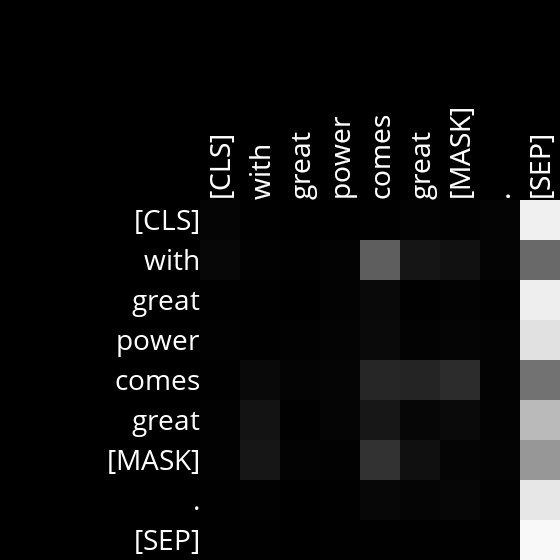 [CLS] with great power comes great [MASK] . [SEP]
[CLS]
with
great
power
comes
great
[MASK]
.
[SEP]